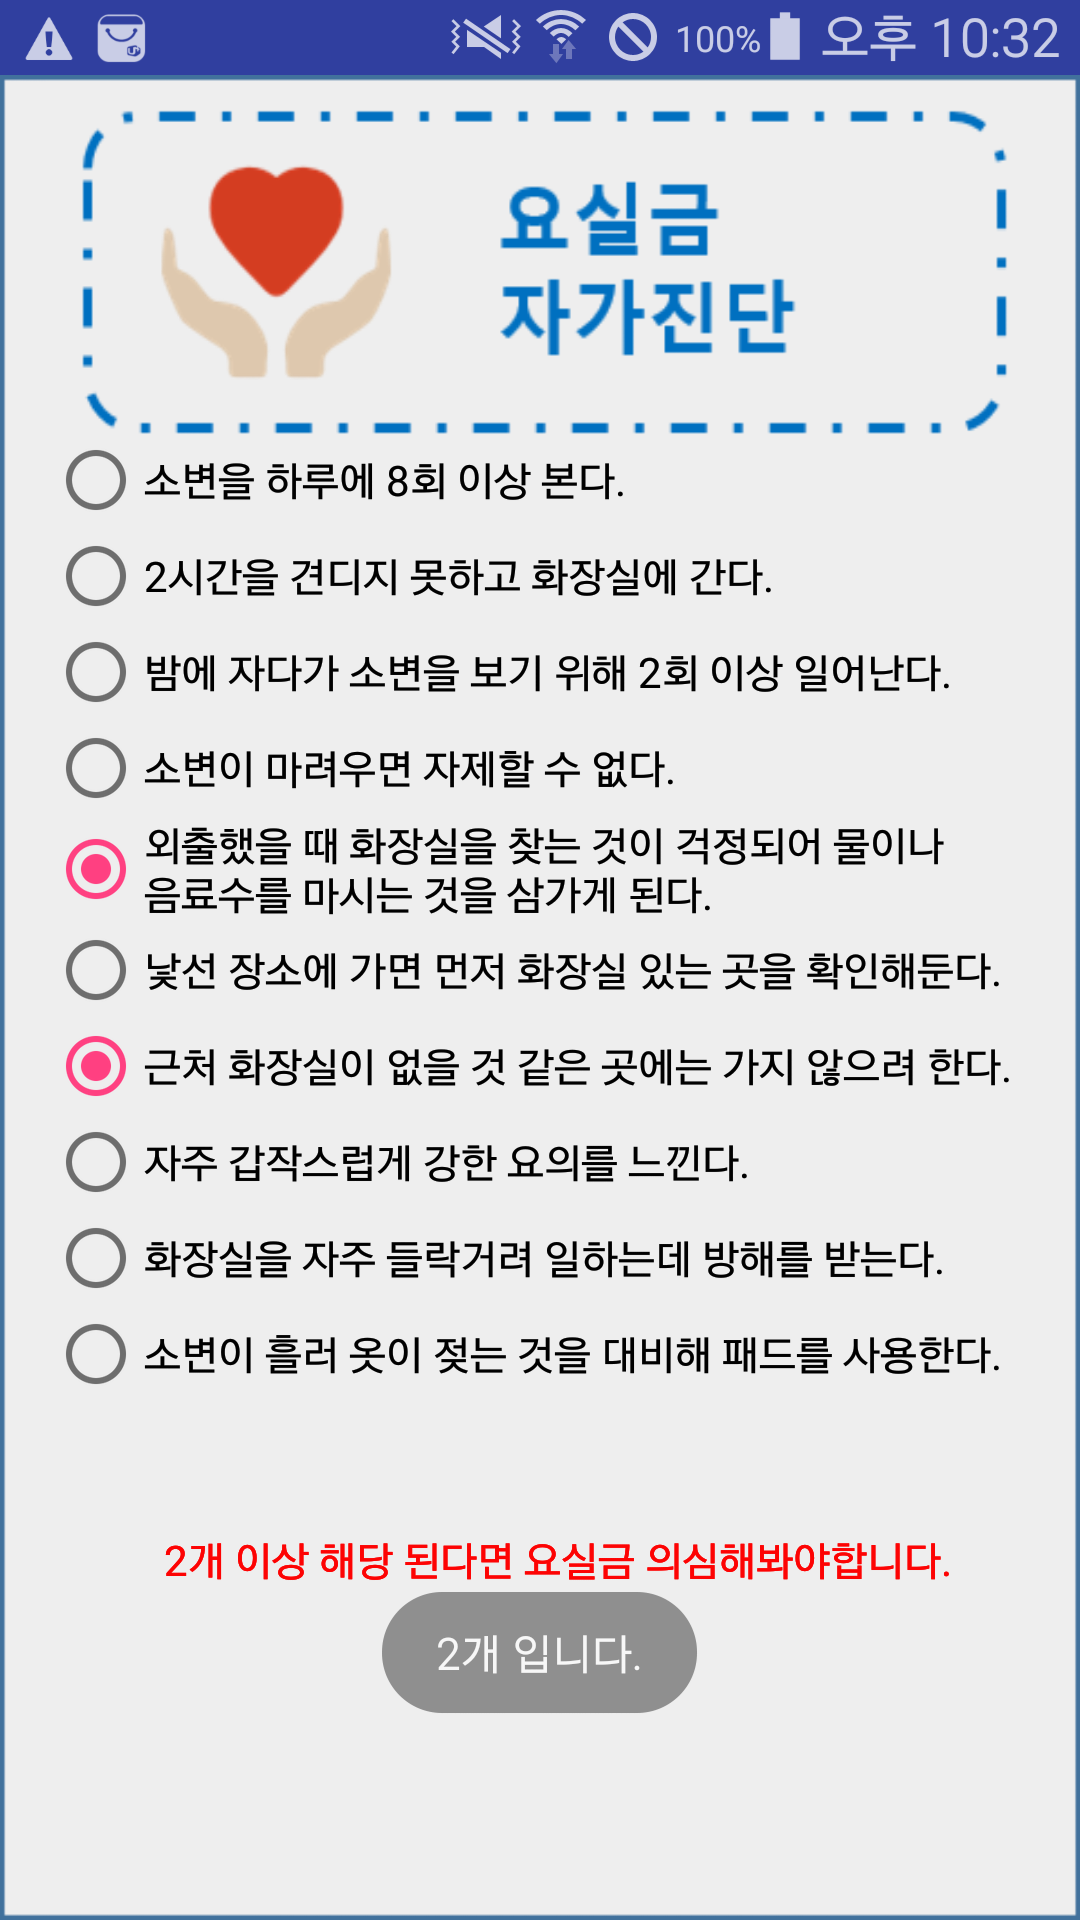 100% 오후 10:32
요실금
자가진단
소변을 하루에 8회 이상 본다.
2시간을 견디지 못하고 화장실에 간다.
밤에 자다가 소변을 보기 위해 2회 이상 일어난다.
소변이 마려우면 자제할 수 없다.
외출했을 때 화장실을 찾는 것이 걱정되어 물이나
음료수를 마시는 것을 삼가게 된다.
낯선 장소에 가면 먼저 화장실 있는 곳을 확인해둔다.
근처 화장실이 없을 것 같은 곳에는 가지 않으려 한다.
자주 갑작스럽게 강한 요의를 느낀다.
화장실을 자주 들락거려 일하는데 방해를 받는다.
소변이 흘러 옷이 젖는 것을 대비해 패드를 사용한다.
2개 이상 해당 된다면 요실금 의심해봐야합니다.
2개 입니다.